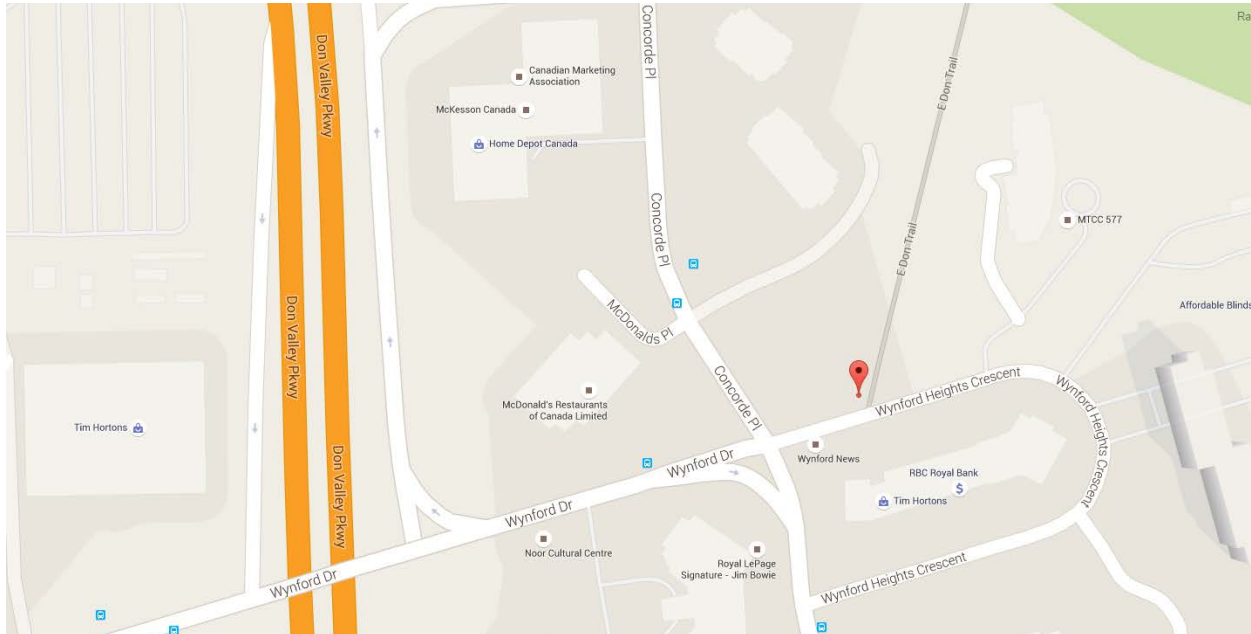 Ra
Don Valley Pkwy
Don Valley Pkwy
Concorde Pl
Canadian Marketing
Association
McKesson Canada
Home Depot Canada
E Don Trail
Concorde Pl
MTCC 577
E Don Trail
Don Valley Pkwy
McDonalds Pl
Affordable Blinds
Concorde Pl
Wynford Heights Crescent
Wynford Heights Crescent
McDonald's Restaurants
of Canada Limited
Tim Hortons
Wynford Dr
Wynford News
RBC Royal Bank
$
Tim Hortons
Don Valley Pkwy
Wynford Dr
Noor Cultural Centre
Royal LePage
Signature - Jim Bowie
Wynford Heights Crescent
Wynford Dr